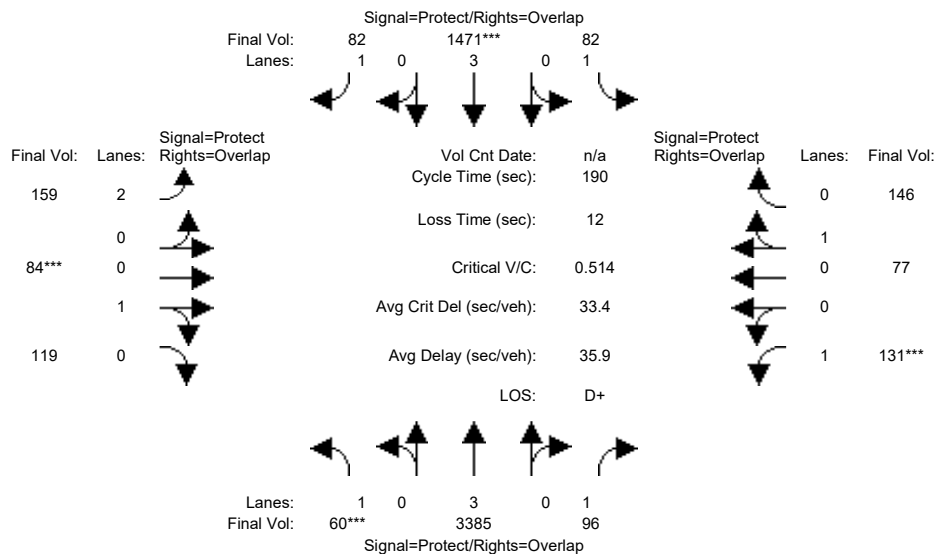 Signal=Protect/Rights=Overlap
Final Vol: 82 1471*** 82
Lanes: 1 0 3 0 1
Signal=Protect Signal=Protect
Final Vol: Lanes: Rights=Overlap Vol Cnt Date: n/a Rights=Overlap Lanes: Final Vol:
Cycle Time (sec): 190
159 2 0 146
Loss Time (sec): 12
0 1
84*** 0 Critical V/C: 0.514 0 77
1 Avg Crit Del (sec/veh): 33.4 0
119 0 Avg Delay (sec/veh): 35.9 1 131***
LOS: D+
Lanes: 1 0 3 0 1
Final Vol: 60*** 3385 96
Signal=Protect/Rights=Overlap